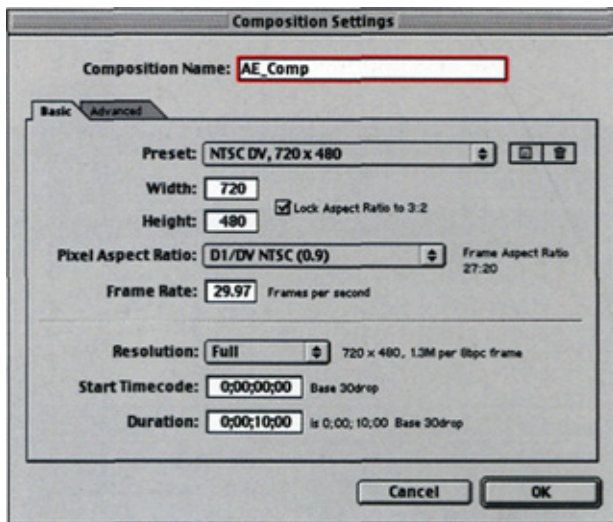 Composition Settings
Composition Name: AE_Comp
Basic Advanced
Preset: NTSC DV, 720 x 480
Width: 720
Lock Aspect Ratio to 3:2
Height: 480
Pixel Aspect Ratio: D1/DV NTSC (0.9) Frame Aspect Ratio
27:20
Frame Rate: 29.97 Frames per second
Resolution: Full 720 x 480, 1.3M per 8bpc frame
Start Timecode: 0;00;00;00 Base 30drop
Duration: 0;00;10;00 is 0;00; 10;00 Base 30drop
Cancel OK